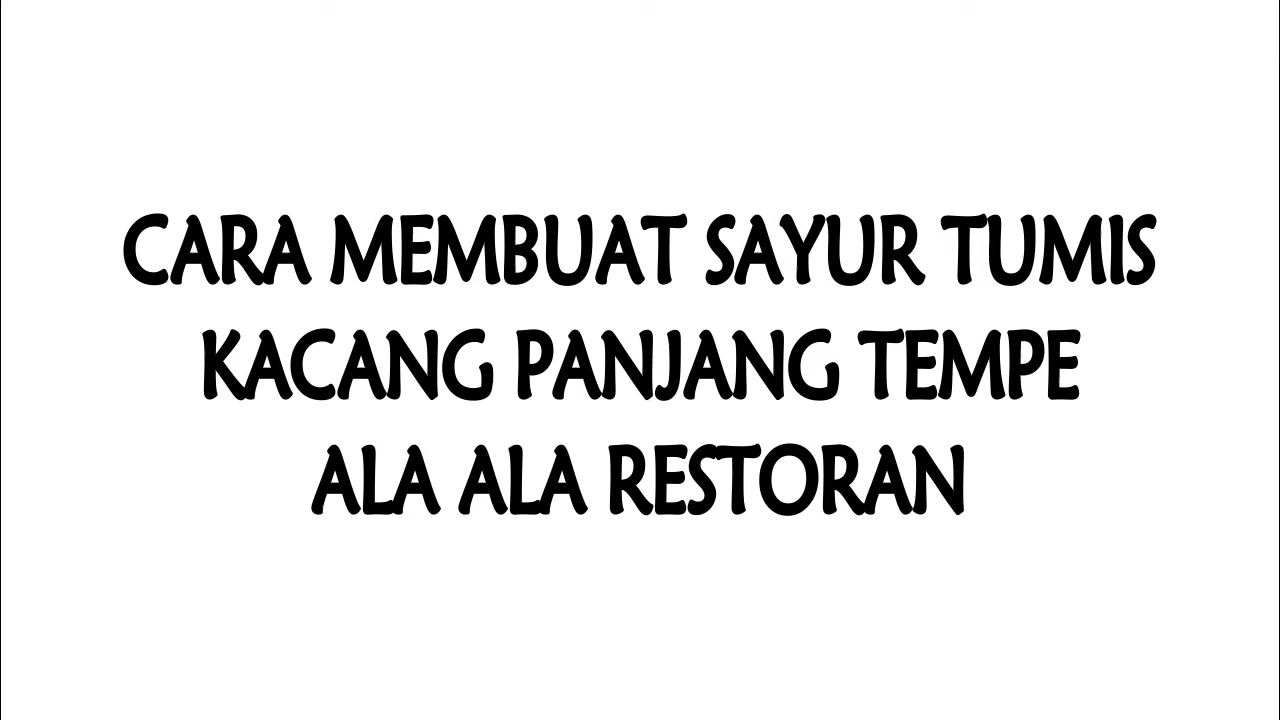 CARA MEMBUAT SAYUR TUMIS
KACANG PANJANG TEMPE
ALA ALA RESTORAN